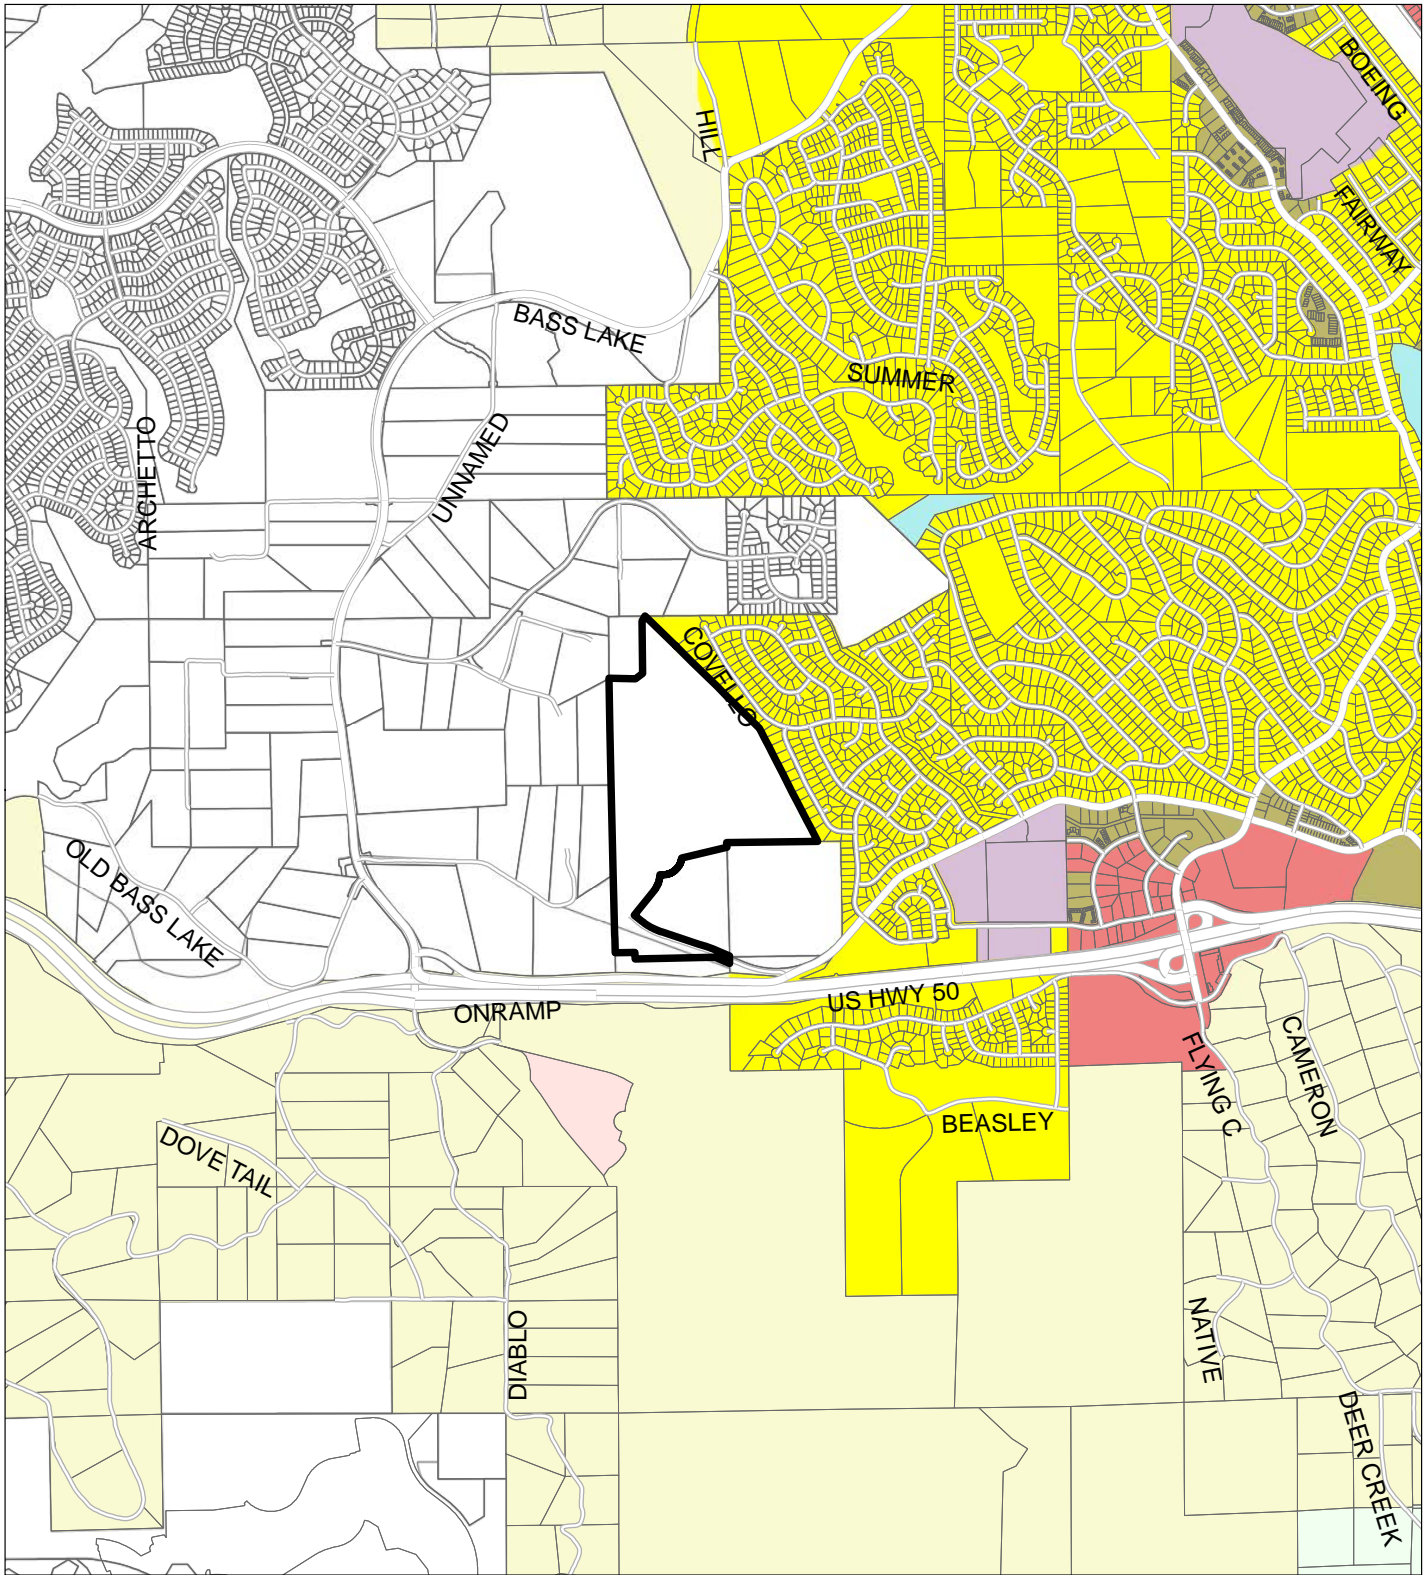 BOEING
HILL
FAIRWAY
BASS LAKE
SUMMER
ARCHETTO
UNNAMED
COVELLO
OLD BASS LAKE
US HWY 50
ONRAMP
CAMERON
FLYING C
BEASLEY
DOVE TAIL
NATIVE
DIABLO
DEER CREEK